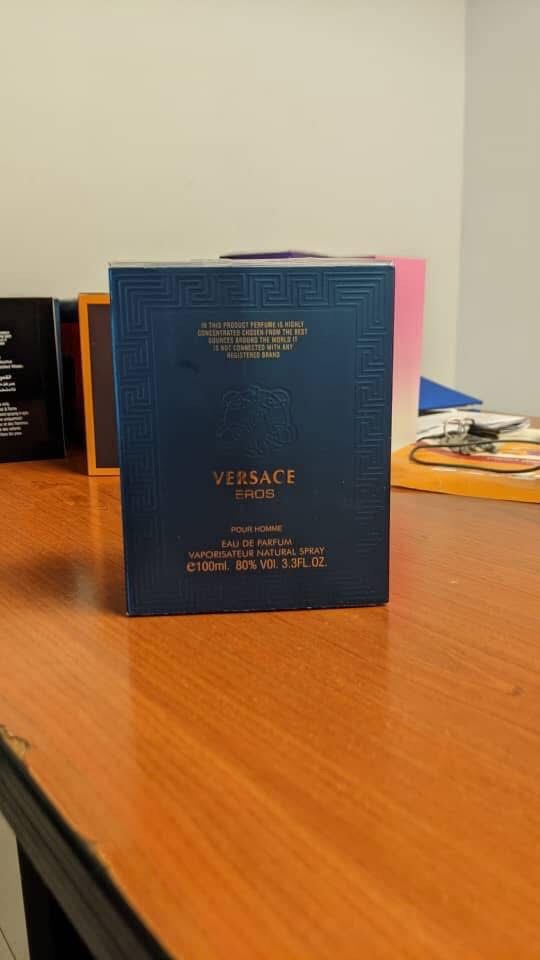 IN THIS PRODUCT PERFUME IS HIGHLY
CONCENTRATED CHOSEN FROM THE BEST
SOURCES AROUND THE WORLD IT
IS NOT CONNECTED WITH ANY
REGISTERED BRAND
VERSACE
EROS
POUR HOMME
EAU DE PARFUM
VAPORISATEUR NATURAL SPRAY
e100ml. 80% VOl. 3.3FL.OZ.